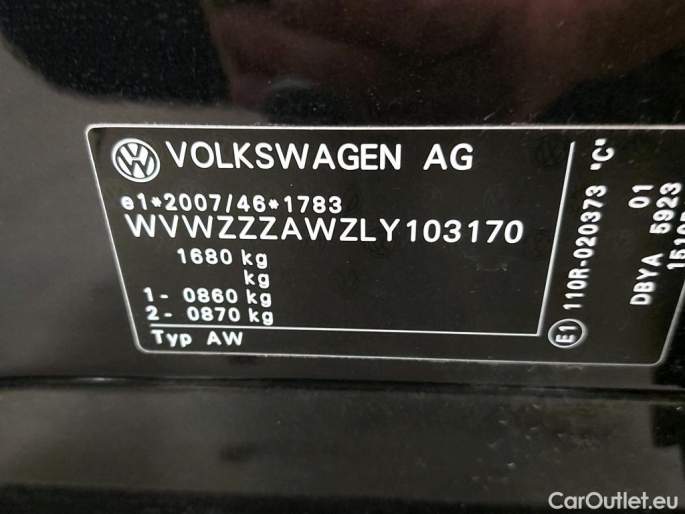 VOLKSWAGEN AG
e1*2007/46*1783
WVWZZZAWZLY103170
1680 kg
kg
1- 0860 kg
2- 0870 kg
Typ AW
E1 110R-020373 "C"
01
DBYA 5923
CarOutlet.eu